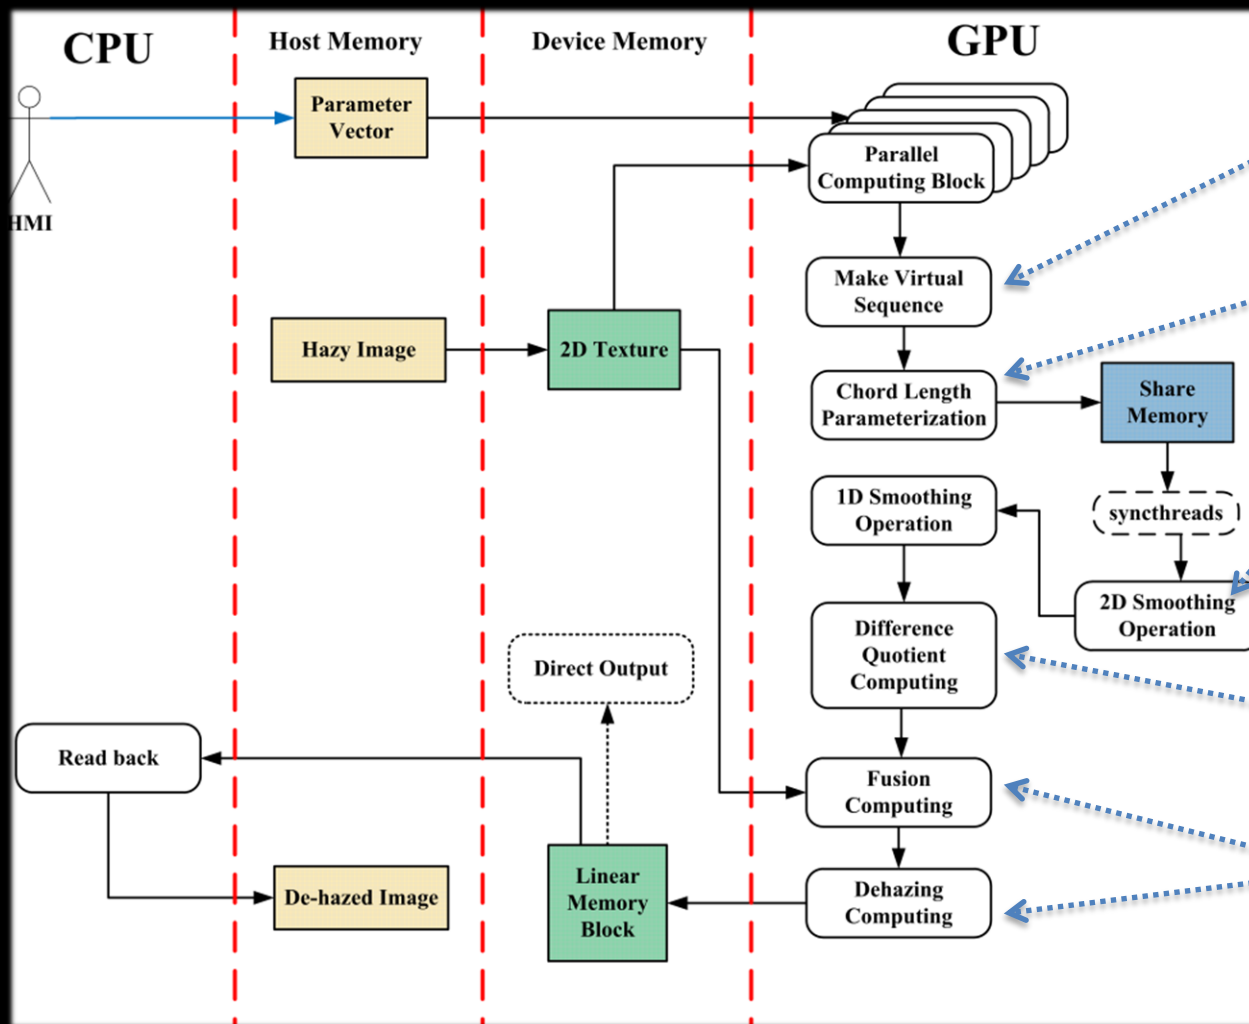 CPU
Host Memory
Device Memory
GPU
Parameter
Vector
Parallel
Computing Block
HMI
Make Virtual
Sequence
Hazy Image
2D Texture
Chord Length
Parameterization
Share
Memory
1D Smoothing
Operation
syncthreads
2D Smoothing
Operation
Difference
Quotient
Computing
Direct Output
Read back
Fusion
Computing
De-hazed Image
Linear
Memory
Block
Dehazing
Computing